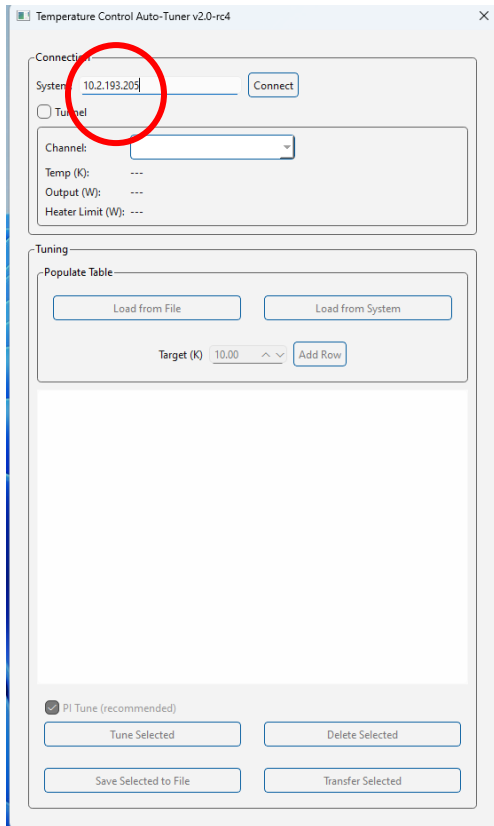 Temperature Control Auto-Tuner v2.0-rc4
Connection
System: 10.2.193.205 Connect
Tunnel
Channel:
Temp (K): ---
Output (W): ---
Heater Limit (W): ---
Tuning
Populate Table
Load from File Load from System
Target (K) 10.00 Add Row
PI Tune (recommended)
Tune Selected Delete Selected
Save Selected to File Transfer Selected